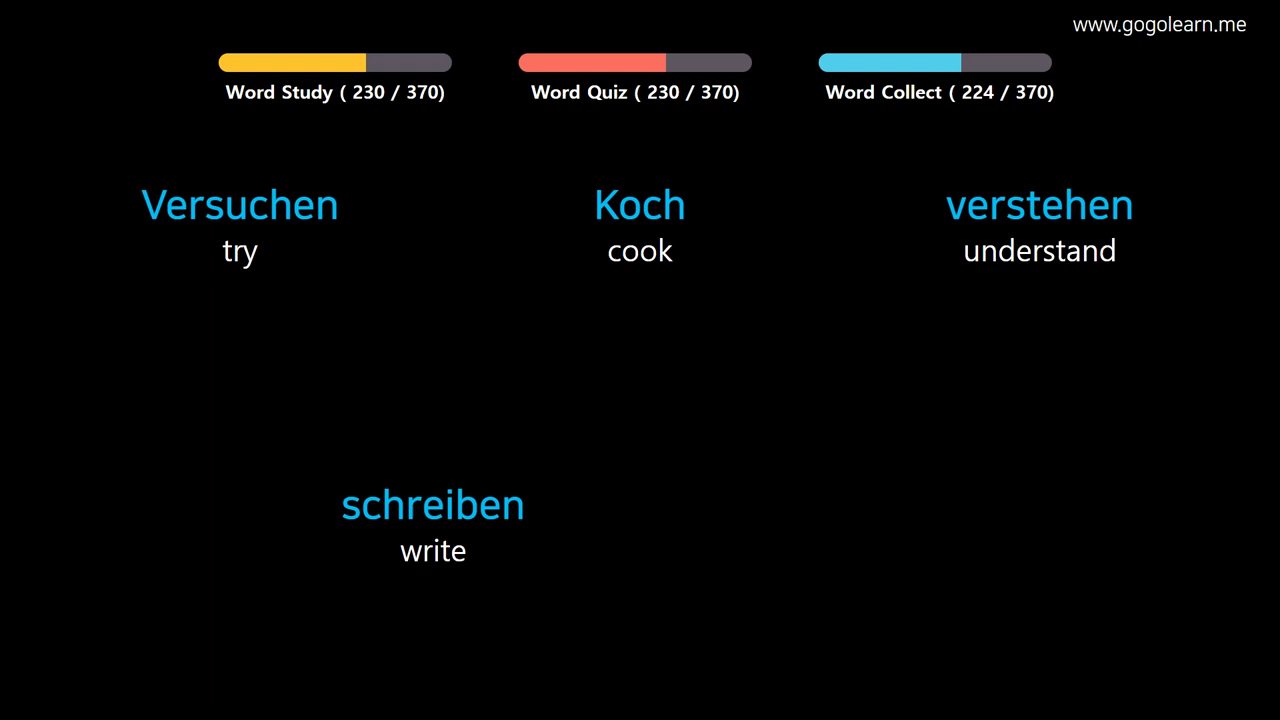 www.gogolearn.me
Word Study ( 230 / 370)
Word Quiz ( 230 / 370)
Word Collect ( 224 / 370)
Versuchen
try
Koch
cook
verstehen
understand
schreiben
write